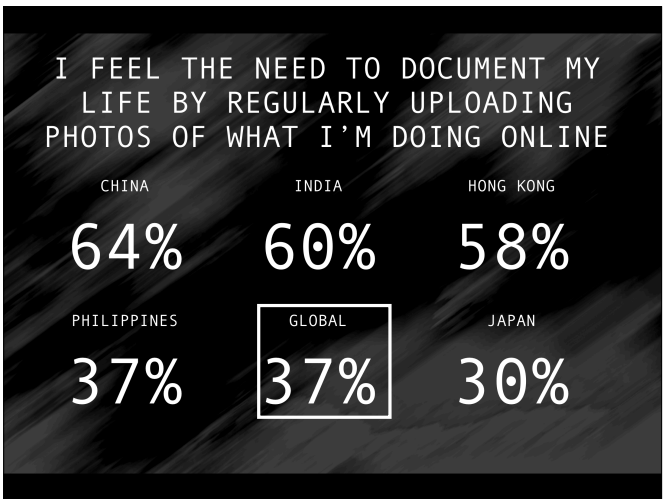 I FEEL THE NEED TO DOCUMENT MY
LIFE BY REGULARLY UPLOADING
PHOTOS OF WHAT I’M DOING ONLINE
CHINA INDIA HONG KONG
64% 60% 58%
PHILIPPINES GLOBAL JAPAN
37% 37% 30%